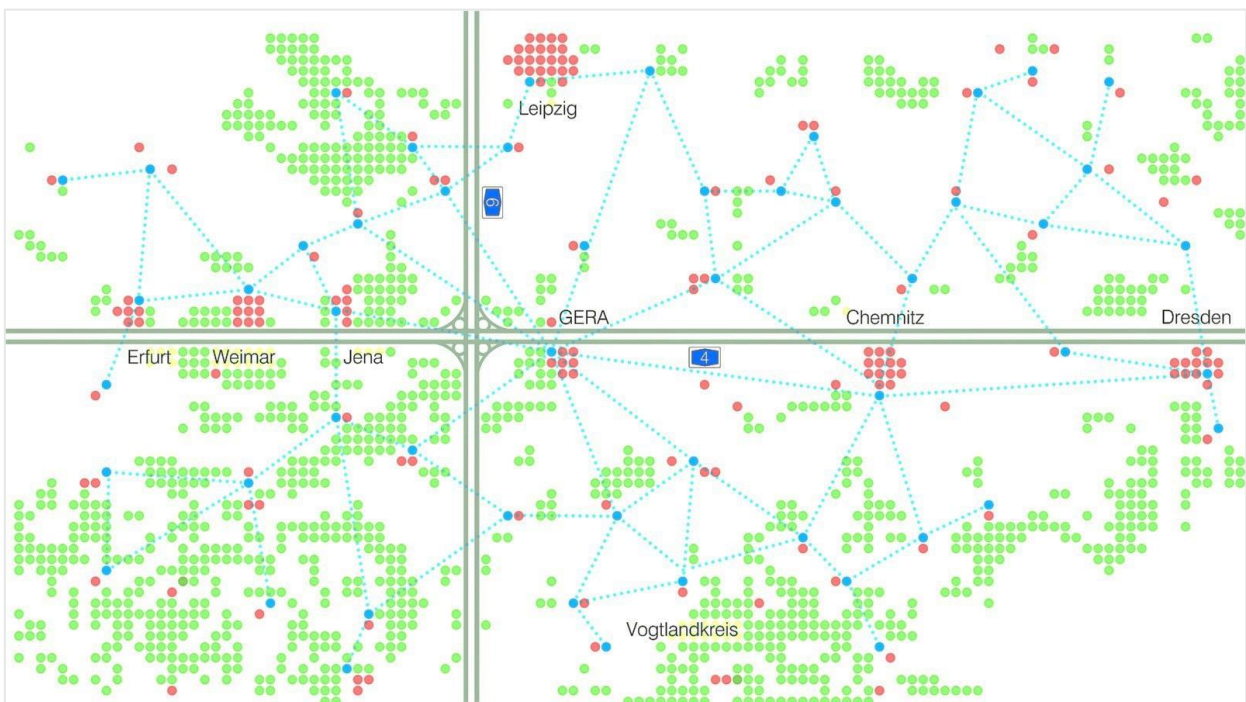 Leipzig
9
GERA
Chemnitz
Dresden
Erfurt
Weimar
Jena
4
Vogtlandkreis